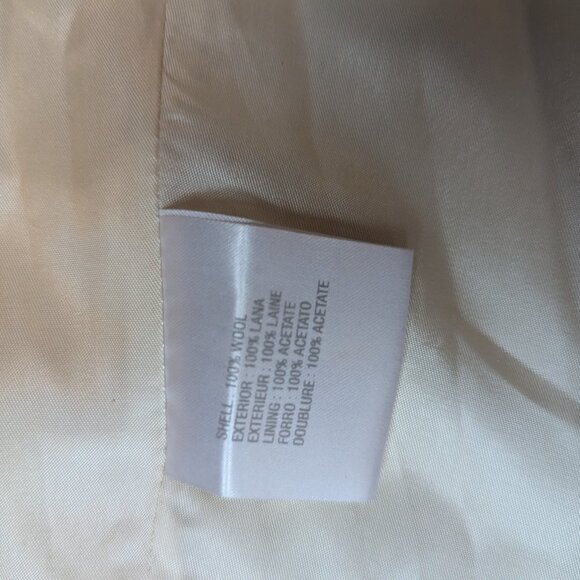 SHELL : 100% WOOL
EXTERIOR : 100% LANA
EXTERIEUR : 100% LAINE
LINING : 100% ACETATE
FORRO : 100% ACETATO
DOUBLURE : 100% ACETATE